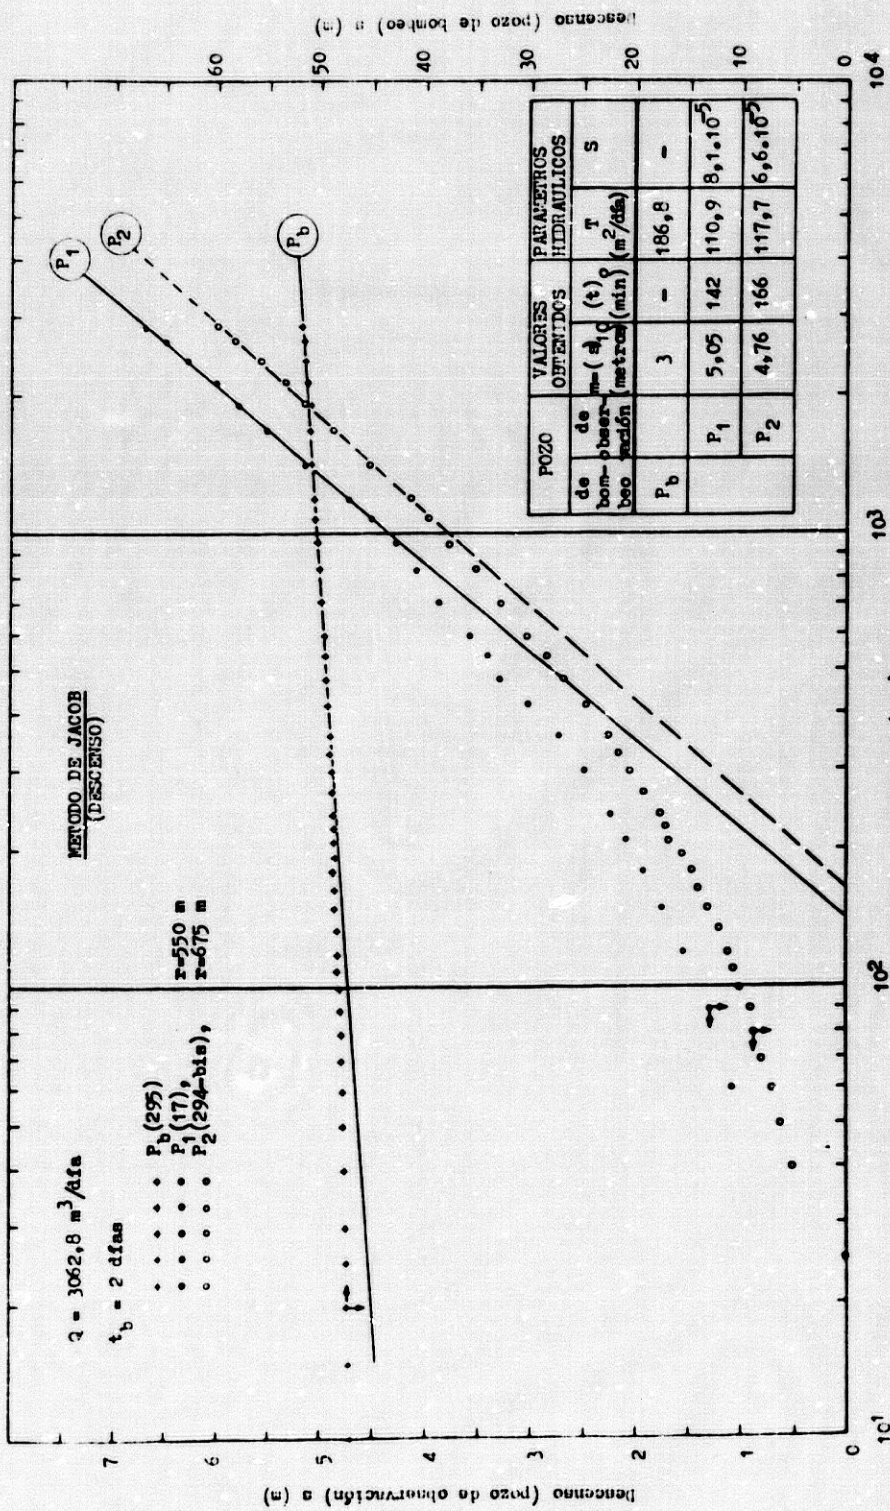 METODO DE JACOB
(DESCENSO)
Q = 3062,8 m³/día
t_b = 2 días
P_b (295)
P_1 (17), r=550 m
P_2 (294-bis), r=675 m
P_1
P_2
P_b
Descenso (pozo de observación) s (m)
7
6
5
4
3
2
1
0
Descenso (pozo de bombeo) s (m)
60
50
40
30
20
10
0
10¹
10²
10³
10⁴
POZO VALORES OBTENIDOS PARAMETROS HIDRAULICOS
de bombeo de observación m=(s)₁₀ (metros) (t)₀ (min) T (m²/día) S
P_b 3 - 186,8 -
P_1 5,05 142 110,9 8,1.10⁻⁵
P_2 4,76 166 117,7 6,6.10⁻⁵